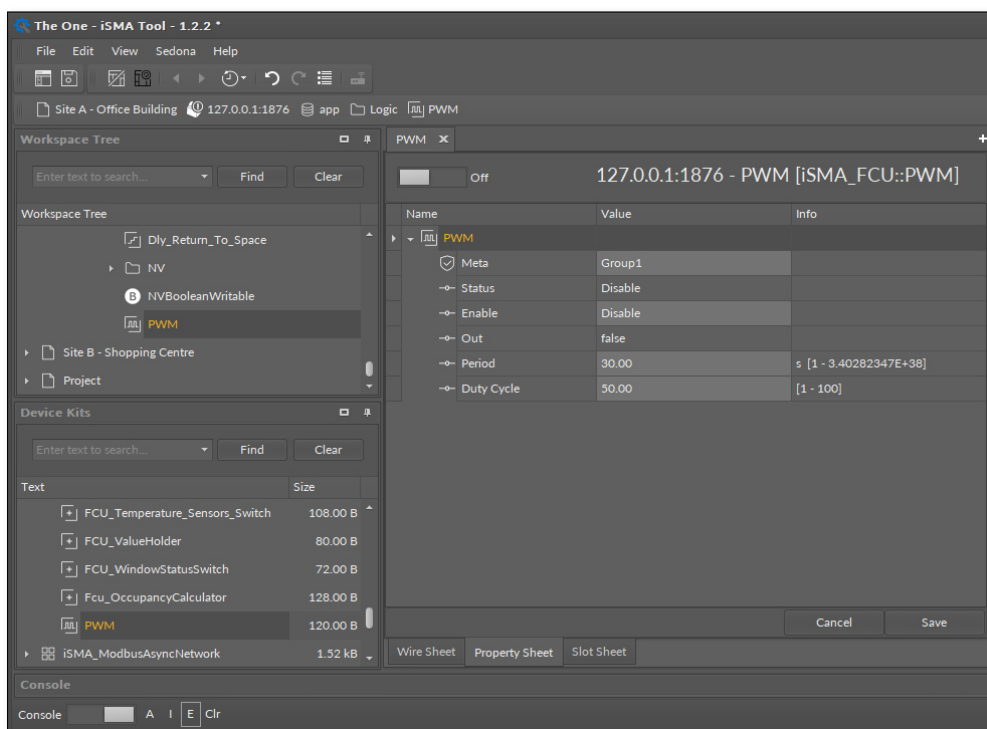 The One - iSMA Tool - 1.2.2 *
File Edit View Sedona Help
Site A - Office Building 127.0.0.1:1876 app Logic PWM
Workspace Tree
Enter text to search... Find Clear
Workspace Tree
Dly_Return_To_Space
NV
B NVBooleanWritable
PWM
Site B - Shopping Centre
Project
Device Kits
Enter text to search... Find Clear
Text Size
FCU_Temperature_Sensors_Switch 108.00 B
FCU_ValueHolder 80.00 B
FCU_WindowStatusSwitch 72.00 B
Fcu_OccupancyCalculator 128.00 B
PWM 120.00 B
iSMA_ModbusAsyncNetwork 1.52 kB
PWM
Off 127.0.0.1:1876 - PWM [iSMA_FCU::PWM]
Name Value Info
PWM
Meta Group1
Status Disable
Enable Disable
Out false
Period 30.00 s [1 - 3.40282347E+38]
Duty Cycle 50.00 [1 - 100]
Cancel Save
Wire Sheet Property Sheet Slot Sheet
Console
Console A I E Clr